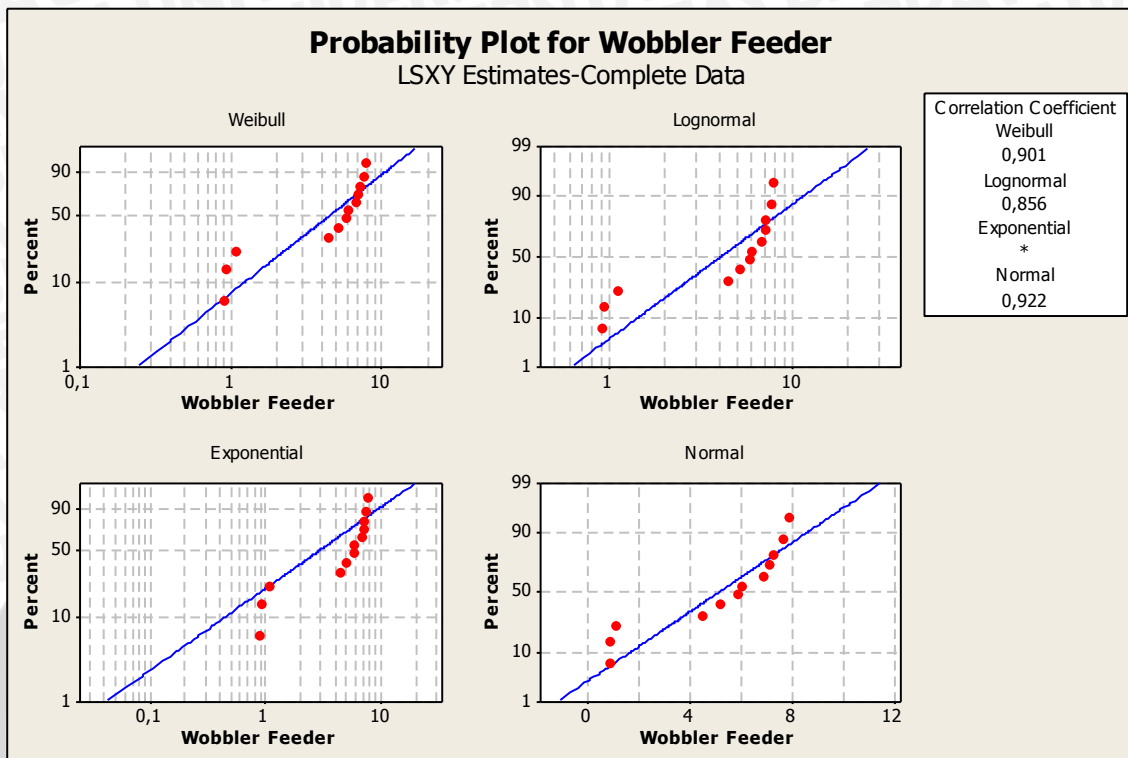 Probability Plot for Wobbler Feeder
LSXY Estimates-Complete Data
Weibull
Percent
90
50
10
1
0,1
1
10
Wobbler Feeder
Lognormal
Percent
99
90
50
10
1
1
10
Wobbler Feeder
Correlation Coefficient
Weibull
0,901
Lognormal
0,856
Exponential
*
Normal
0,922
Exponential
Percent
90
50
10
1
0,1
1
10
Wobbler Feeder
Normal
Percent
99
90
50
10
1
0
4
8
12
Wobbler Feeder